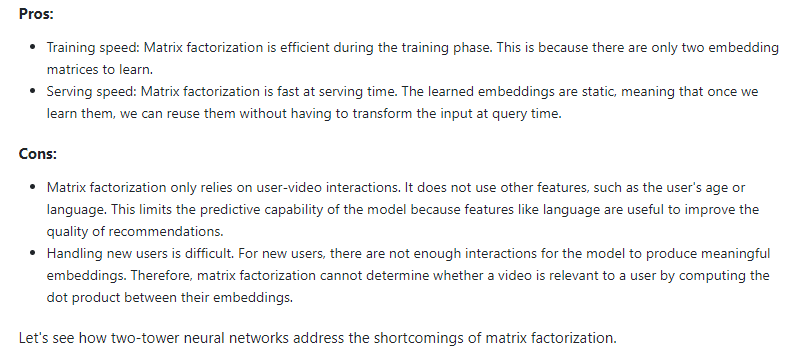 Pros:
• Training speed: Matrix factorization is efficient during the training phase. This is because there are only two embedding
matrices to learn.
• Serving speed: Matrix factorization is fast at serving time. The learned embeddings are static, meaning that once we
learn them, we can reuse them without having to transform the input at query time.
Cons:
• Matrix factorization only relies on user-video interactions. It does not use other features, such as the user's age or
language. This limits the predictive capability of the model because features like language are useful to improve the
quality of recommendations.
• Handling new users is difficult. For new users, there are not enough interactions for the model to produce meaningful
embeddings. Therefore, matrix factorization cannot determine whether a video is relevant to a user by computing the
dot product between their embeddings.
Let's see how two-tower neural networks address the shortcomings of matrix factorization.